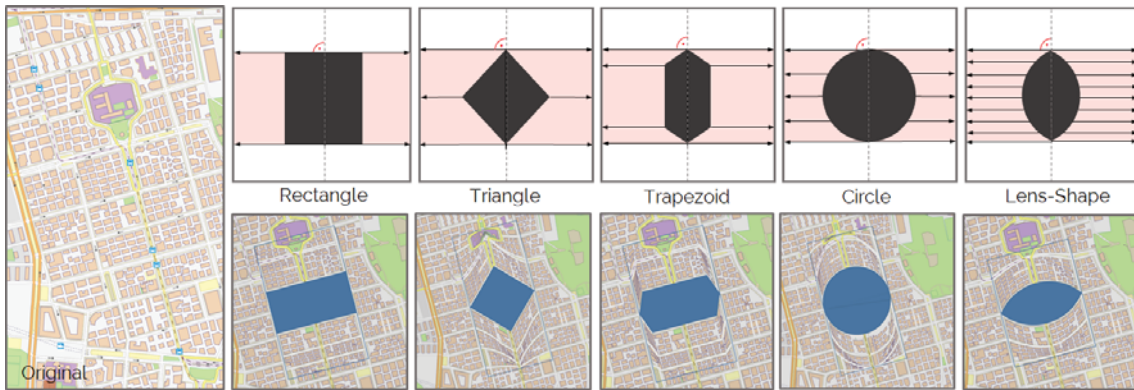 Original
Rectangle
Triangle
Trapezoid
Circle
Lens-Shape